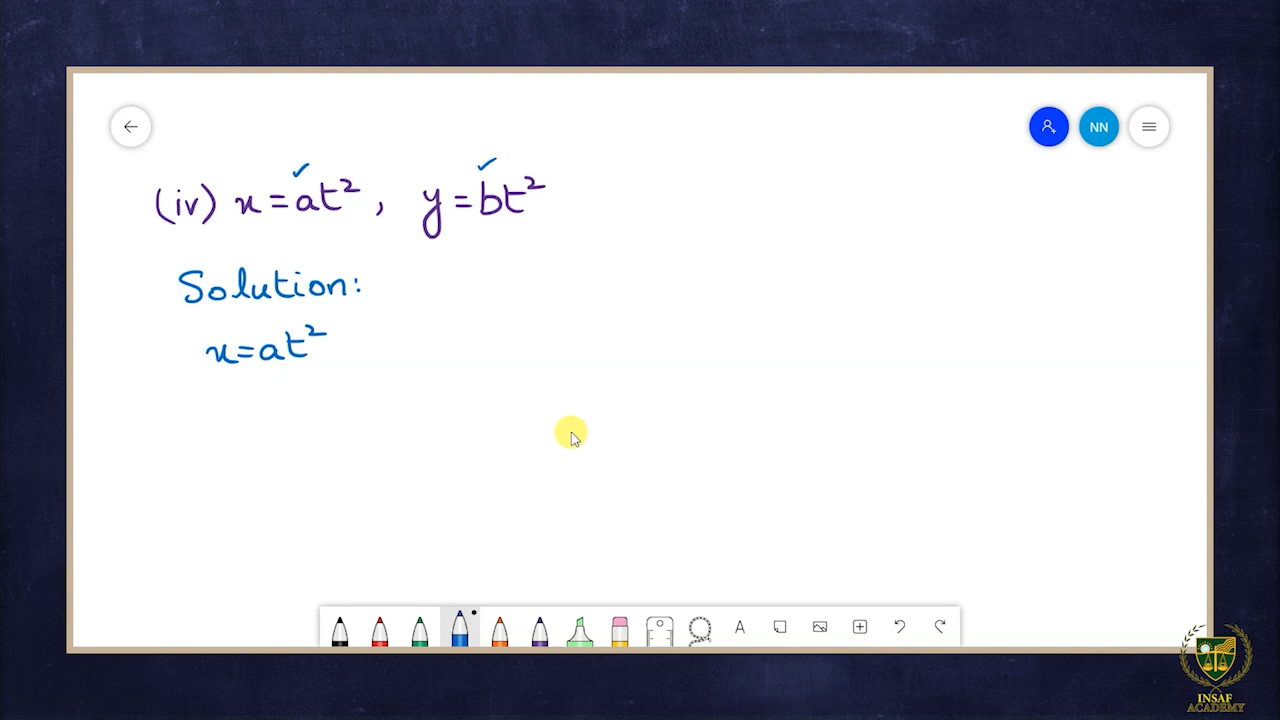 NN
(iv) x = at², y = bt²
Solution:
x = at²
A
INSAF
ACADEMY